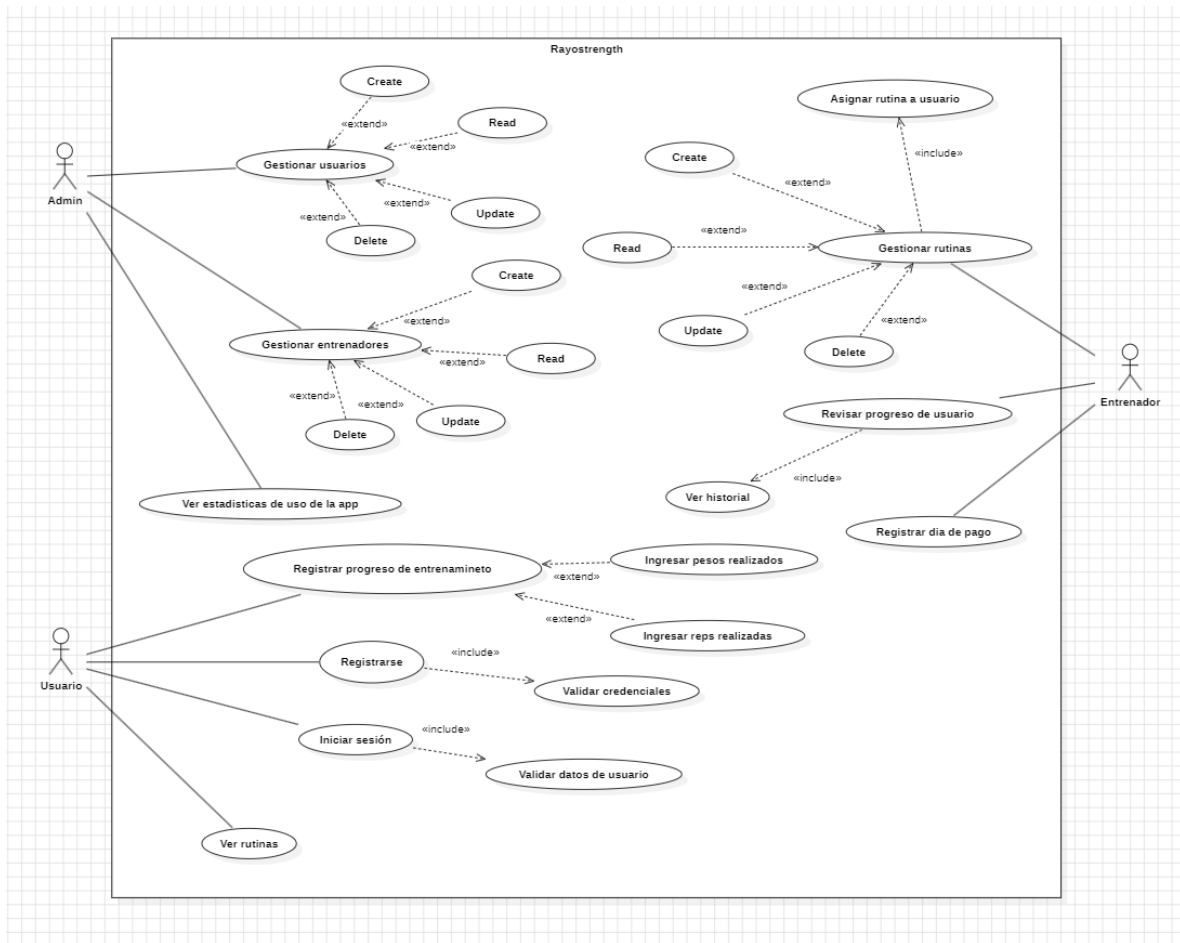 Rayostrength
Create
«extend»
Read
«extend»
Gestionar usuarios
«extend»
Update
«extend»
Delete
Admin
Asignar rutina a usuario
«include»
Create
«extend»
Read
«extend»
Gestionar rutinas
«extend»
Update
«extend»
Delete
Create
«extend»
Gestionar entrenadores
Read
«extend»
«extend»
«extend»
Update
Delete
Entrenador
Revisar progreso de usuario
«include»
Ver historial
Ver estadisticas de uso de la app
Registrar dia de pago
Registrar progreso de entrenamineto
Ingresar pesos realizados
«extend»
«extend»
Ingresar reps realizadas
Usuario
Registrarse
«include»
Validar credenciales
Iniciar sesión
«include»
Validar datos de usuario
Ver rutinas